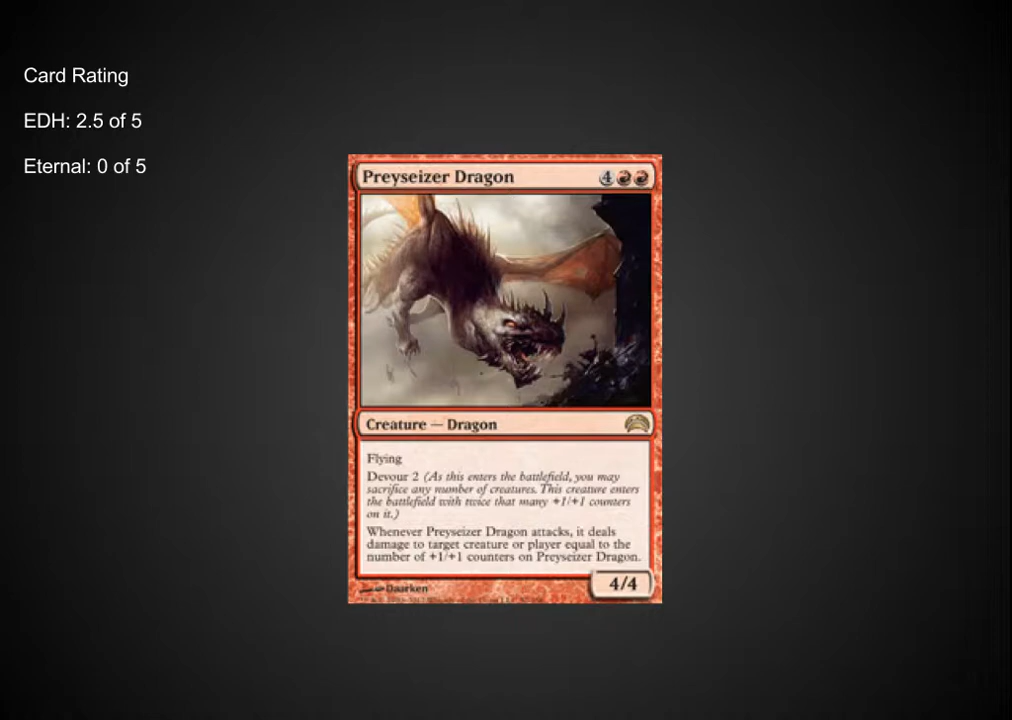 Card Rating
EDH: 2.5 of 5
Eternal: 0 of 5
Preyseizer Dragon 4
Creature — Dragon
Flying
Devour 2 (As this enters the battlefield, you may
sacrifice any number of creatures. This creature enters
the battlefield with twice that many +1/+1 counters
on it.)
Whenever Preyseizer Dragon attacks, it deals
damage to target creature or player equal to the
number of +1/+1 counters on Preyseizer Dragon.
4/4
Daarken